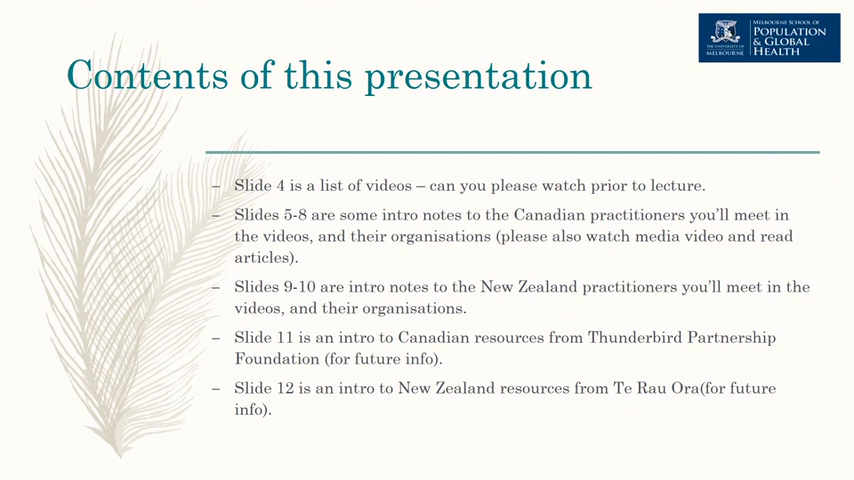 MELBOURNE SCHOOL OF
POPULATION
& GLOBAL
HEALTH
THE UNIVERSITY OF
MELBOURNE
Contents of this presentation
– Slide 4 is a list of videos – can you please watch prior to lecture.
– Slides 5-8 are some intro notes to the Canadian practitioners you’ll meet in
the videos, and their organisations (please also watch media video and read
articles).
– Slides 9-10 are intro notes to the New Zealand practitioners you’ll meet in the
videos, and their organisations.
– Slide 11 is an intro to Canadian resources from Thunderbird Partnership
Foundation (for future info).
– Slide 12 is an intro to New Zealand resources from Te Rau Ora(for future
info).